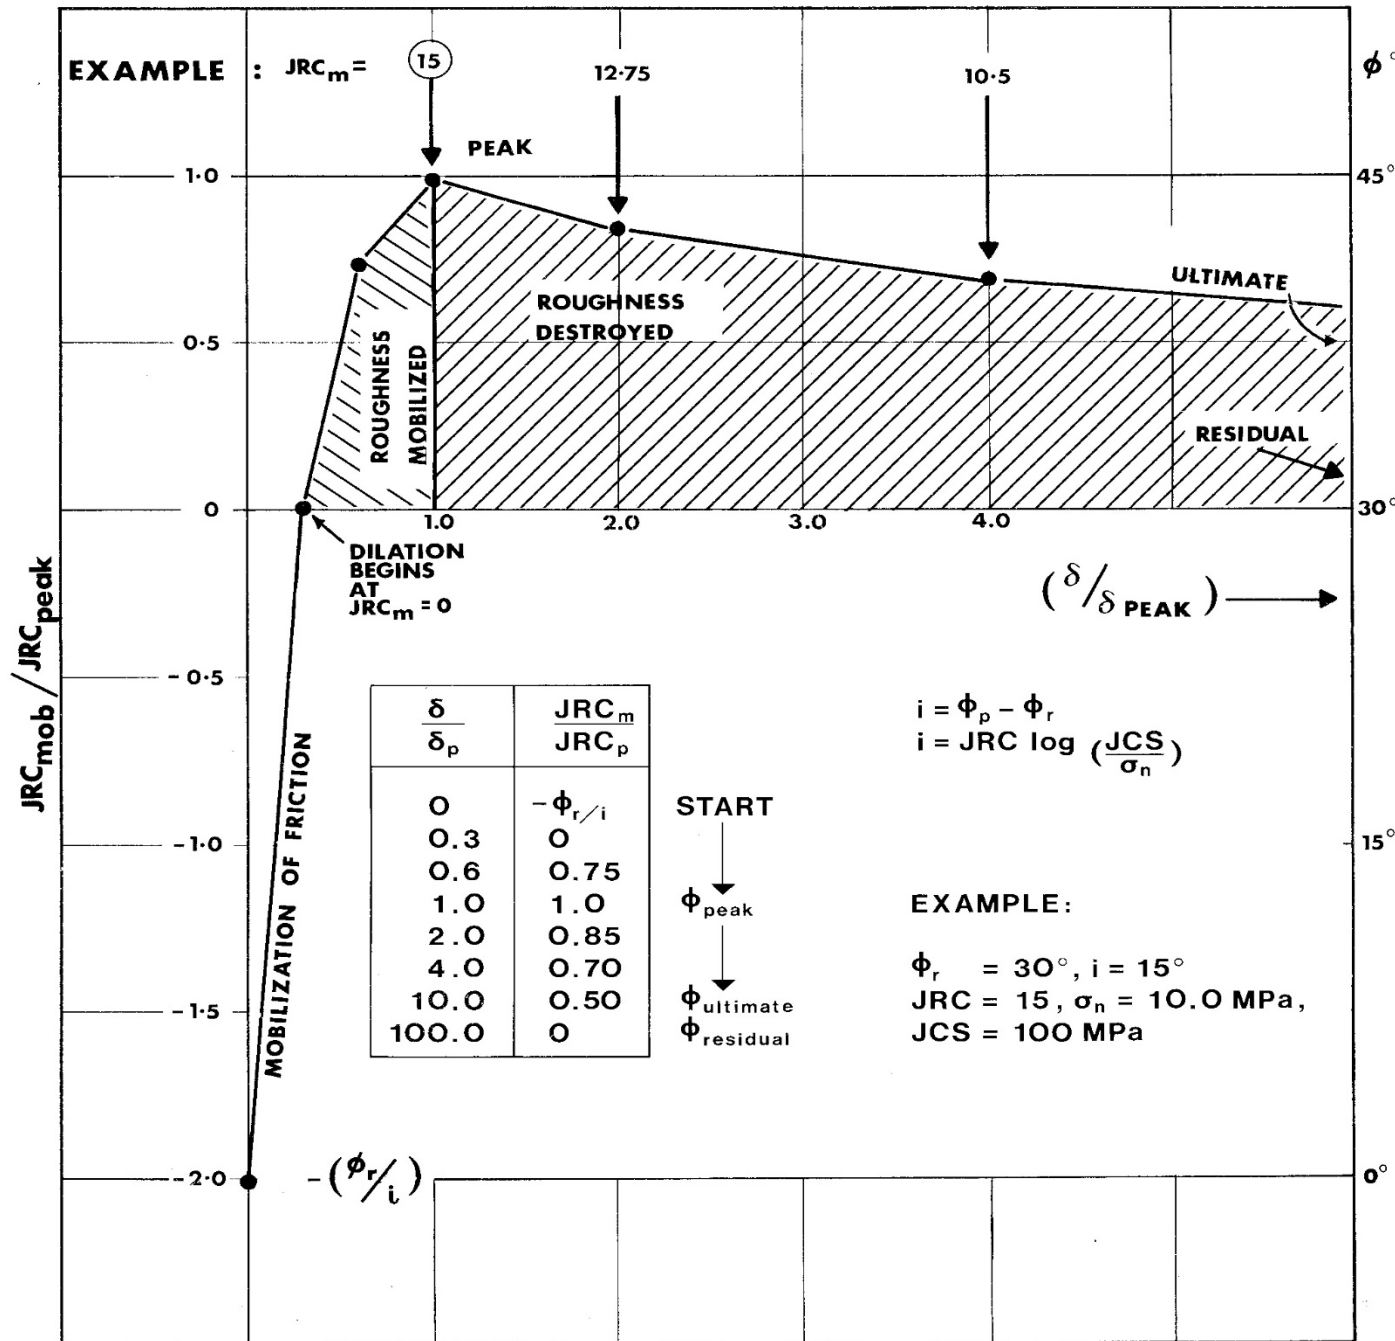 EXAMPLE : JRCm = 15 12·75 10·5 ϕ°
PEAK
1·0 45°
ULTIMATE
ROUGHNESS
DESTROYED
0·5
ROUGHNESS
MOBILIZED
RESIDUAL
0 1.0 2.0 3.0 4.0 30°
DILATION
BEGINS
AT
JRCm = 0
(δ/δ PEAK)
JRCmob / JRCpeak
-0·5
MOBILIZATION OF FRICTION
δ/δp JRCm/JRCp
i = ϕp – ϕr
i = JRC log (JCS/σn)
0 -ϕr/i START
0.3 0
-1·0 15°
0.6 0.75
1.0 1.0 ϕpeak
2.0 0.85
4.0 0.70
10.0 0.50 ϕultimate
100.0 0 ϕresidual
EXAMPLE:
ϕr = 30°, i = 15°
JRC = 15, σn = 10.0 MPa,
JCS = 100 MPa
-1·5
-2·0 -(ϕr/i) 0°